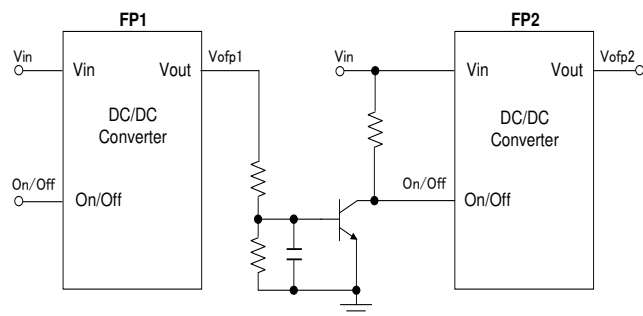 FP1
FP2
Vin
Vin
Vout
Vofp1
DC/DC
Converter
On/Off
On/Off
Vin
Vin
Vout
Vofp2
DC/DC
Converter
On/Off
On/Off